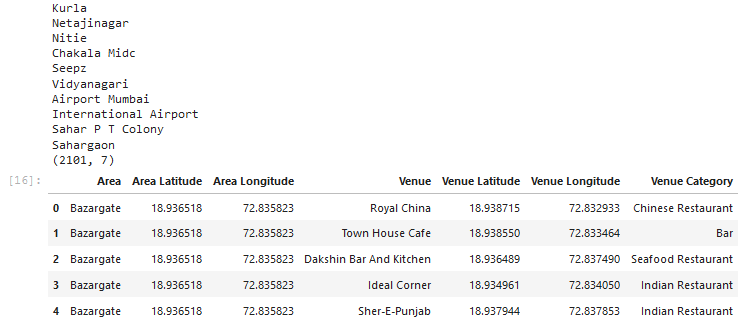 Kurla
Netajinagar
Nitie
Chakala Midc
Seepz
Vidyanagari
Airport Mumbai
International Airport
Sahar P T Colony
Sahargaon
(2101, 7)
[16]:
Area Area Latitude Area Longitude Venue Venue Latitude Venue Longitude Venue Category
0 Bazargate 18.936518 72.835823 Royal China 18.938715 72.832933 Chinese Restaurant
1 Bazargate 18.936518 72.835823 Town House Cafe 18.938550 72.833464 Bar
2 Bazargate 18.936518 72.835823 Dakshin Bar And Kitchen 18.936489 72.837490 Seafood Restaurant
3 Bazargate 18.936518 72.835823 Ideal Corner 18.934961 72.834050 Indian Restaurant
4 Bazargate 18.936518 72.835823 Sher-E-Punjab 18.937944 72.837853 Indian Restaurant